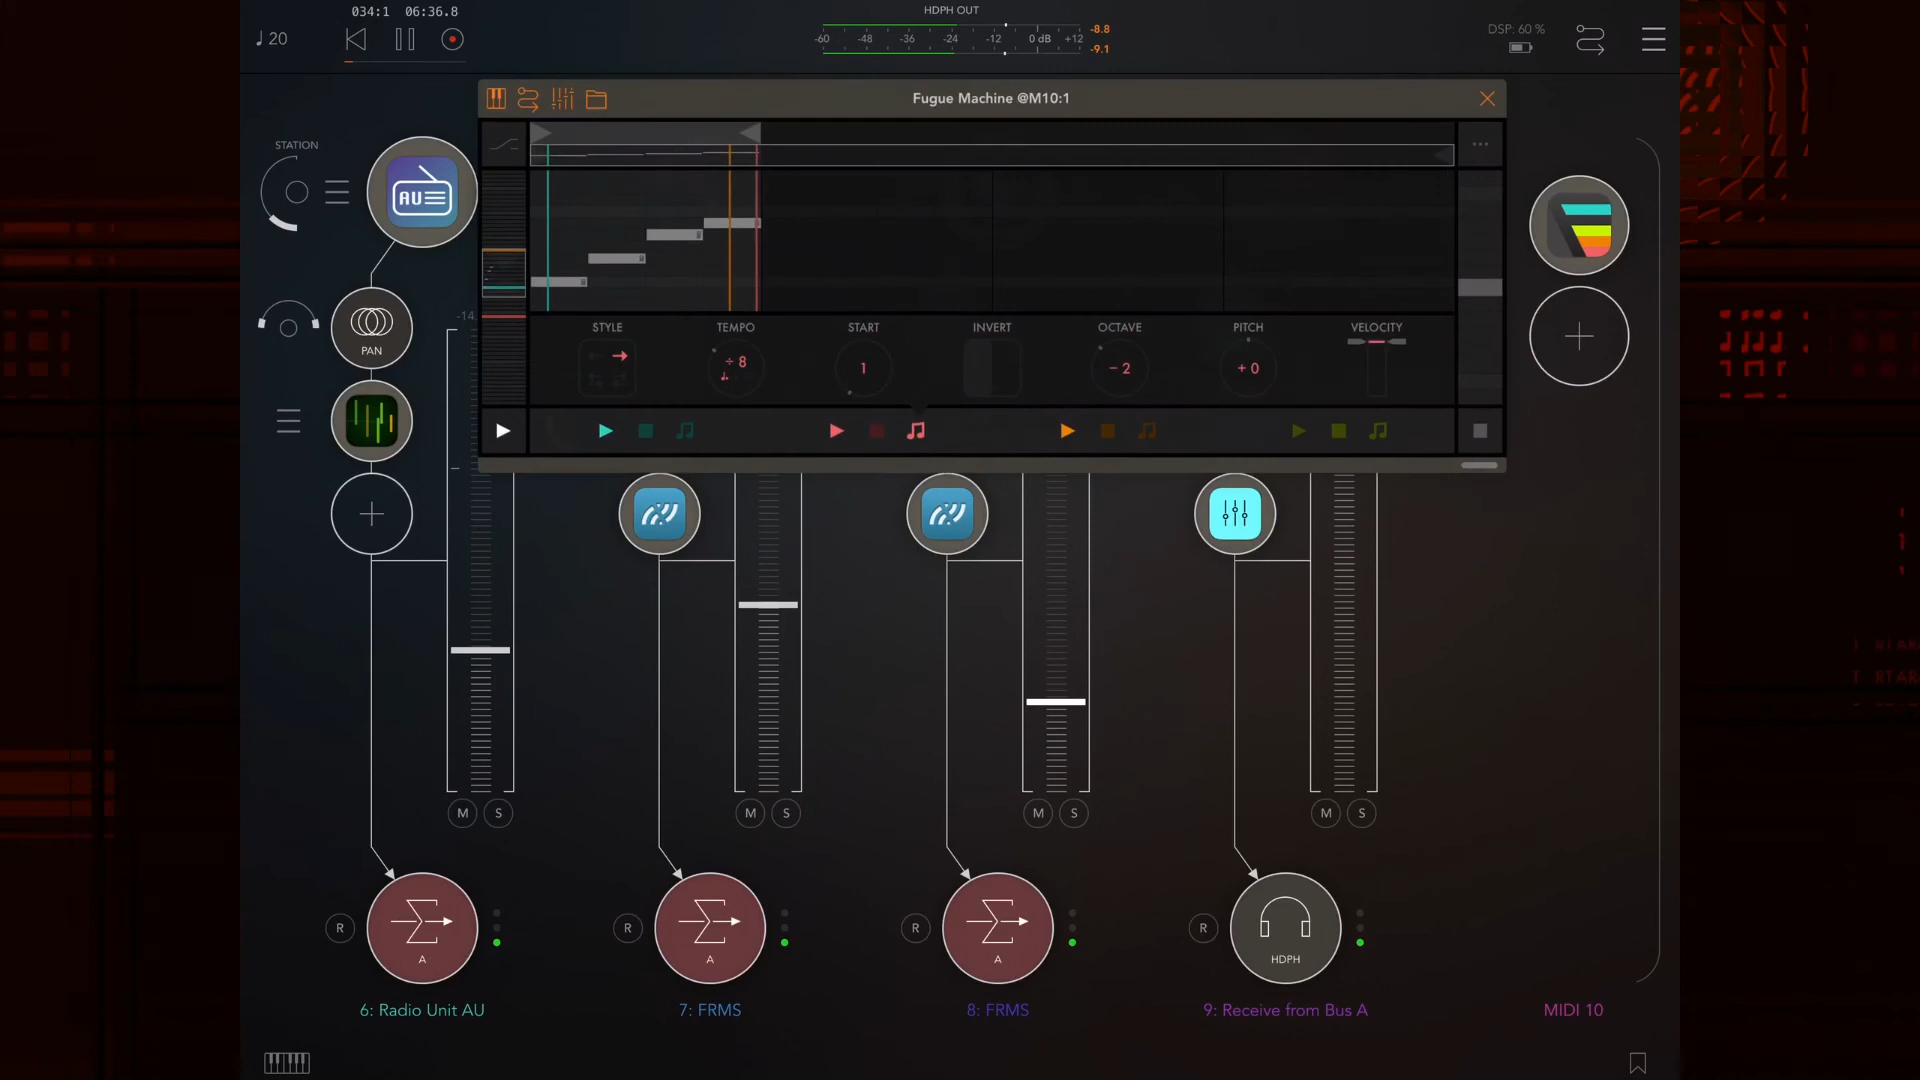 034:1 06:36.8
HDPH OUT
♩ 20
-60 -48 -36 -24 -12 0 dB +12
-8.8
-9.1
DSP: 60 %
Fugue Machine @M10:1
STATION
AU
PAN
-14.
STYLE TEMPO START INVERT OCTAVE PITCH VELOCITY
÷ 8 1 − 2 + 0
M S M S M S M S
R R R R
A A A HDPH
6: Radio Unit AU 7: FRMS 8: FRMS 9: Receive from Bus A MIDI 10